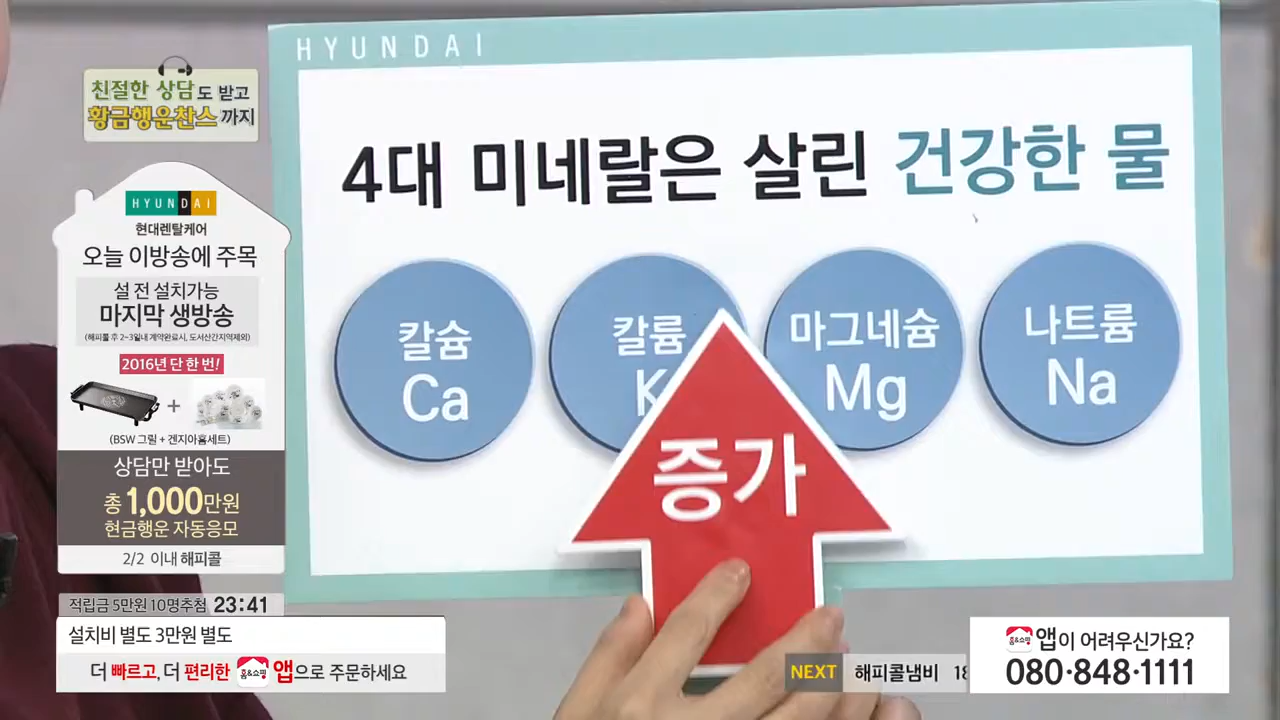 HYUNDAI
4대 미네랄은 살린 건강한 물
칼슘
Ca
칼륨
K
마그네슘
Mg
나트륨
Na
증가
친절한 상담도 받고
황금행운찬스까지
HYUNDAI
현대렌탈케어
오늘 이방송에 주목
설 전 설치가능
마지막 생방송
(해피콜 후 2~3일내 계약완료시, 도서산간지역제외)
2016년 단 한 번!
+
(BSW 그릴 + 겐지아홈세트)
상담만 받아도
총 1,000만원
현금행운 자동응모
2/2 이내 해피콜
적립금 5만원 10명추첨 23:41
설치비 별도 3만원 별도
더 빠르고, 더 편리한 홈&쇼핑 앱으로 주문하세요
NEXT 해피콜냄비 18
홈&쇼핑 앱이 어려우신가요?
080·848·1111